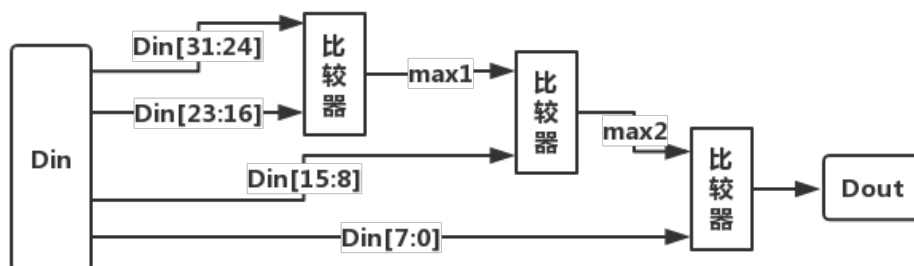 Din
Din[31:24]
Din[23:16]
Din[15:8]
Din[7:0]
比
较
器
max1
比
较
器
max2
比
较
器
Dout